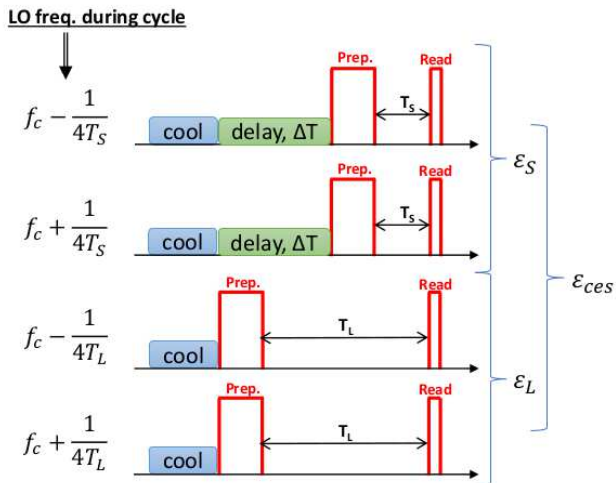 LO freq. during cycle
Prep. Read
f_c − 1/(4T_S) cool delay, ΔT T_S
ε_S
Prep. Read
f_c + 1/(4T_S) cool delay, ΔT T_S
ε_ces
Prep. Read
f_c − 1/(4T_L) cool T_L
ε_L
Prep. Read
f_c + 1/(4T_L) cool T_L